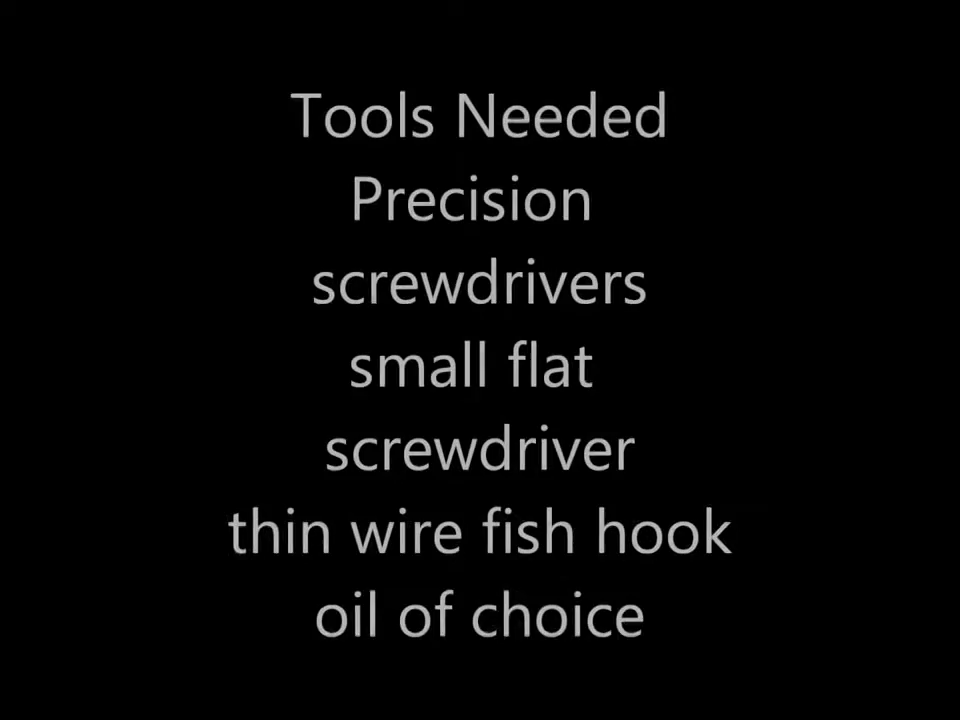 Tools Needed
Precision
screwdrivers
small flat
screwdriver
thin wire fish hook
oil of choice